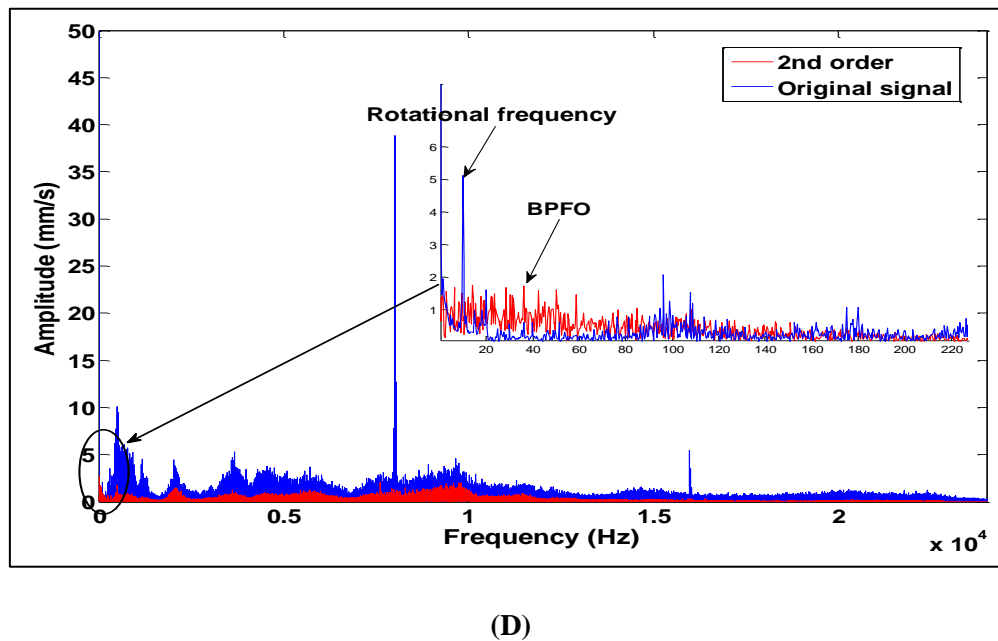 50
45
40
35
30
25
20
15
10
5
0
Amplitude (mm/s)
2nd order
Original signal
Rotational frequency
BPFO
6
5
4
3
2
1
20 40 60 80 100 120 140 160 180 200 220
0 0.5 1 1.5 2
Frequency (Hz)
x 10^4
(D)